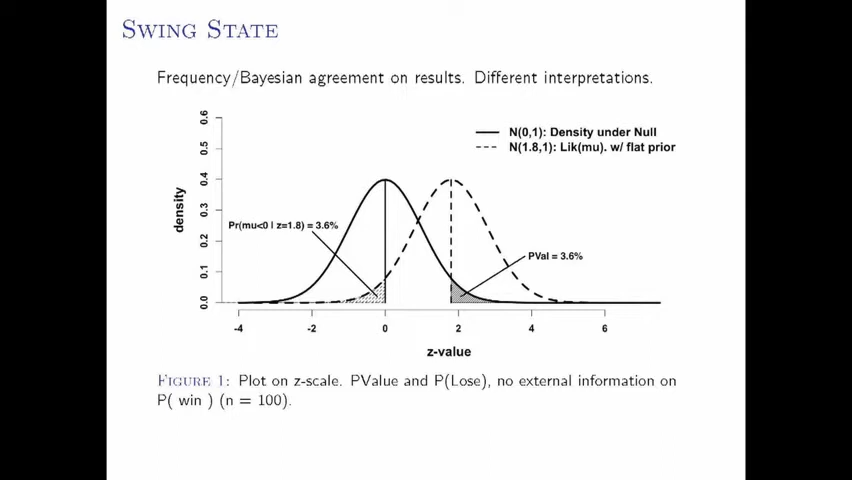 Swing State
Frequency/Bayesian agreement on results. Different interpretations.
N(0,1): Density under Null
N(1.8,1): Lik(mu). w/ flat prior
0.6
0.5
0.4
0.3
0.2
0.1
0.0
density
Pr(mu<0 | z=1.8) = 3.6%
PVal = 3.6%
-4 -2 0 2 4 6
z-value
Figure 1: Plot on z-scale. PValue and P(Lose), no external information on
P( win ) (n = 100).